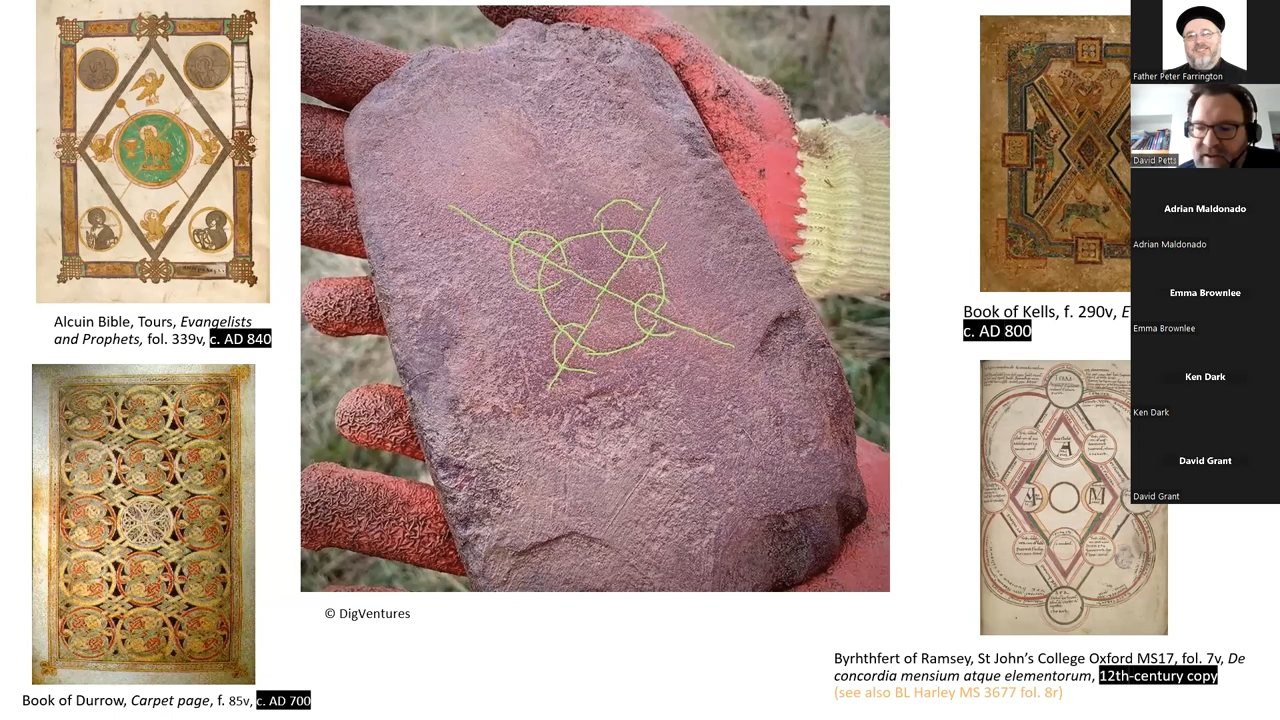 Alcuin Bible, Tours, Evangelists
and Prophets, fol. 339v, c. AD 840
Book of Durrow, Carpet page, f. 85v, c. AD 700
© DigVentures
Book of Kells, f. 290v, E
c. AD 800
Byrhthfert of Ramsey, St John's College Oxford MS17, fol. 7v, De
concordia mensium atque elementorum, 12th-century copy
(see also BL Harley MS 3677 fol. 8r)
Father Peter Farrington
David Petts
Adrian Maldonado
Adrian Maldonado
Emma Brownlee
Emma Brownlee
Ken Dark
Ken Dark
David Grant
David Grant